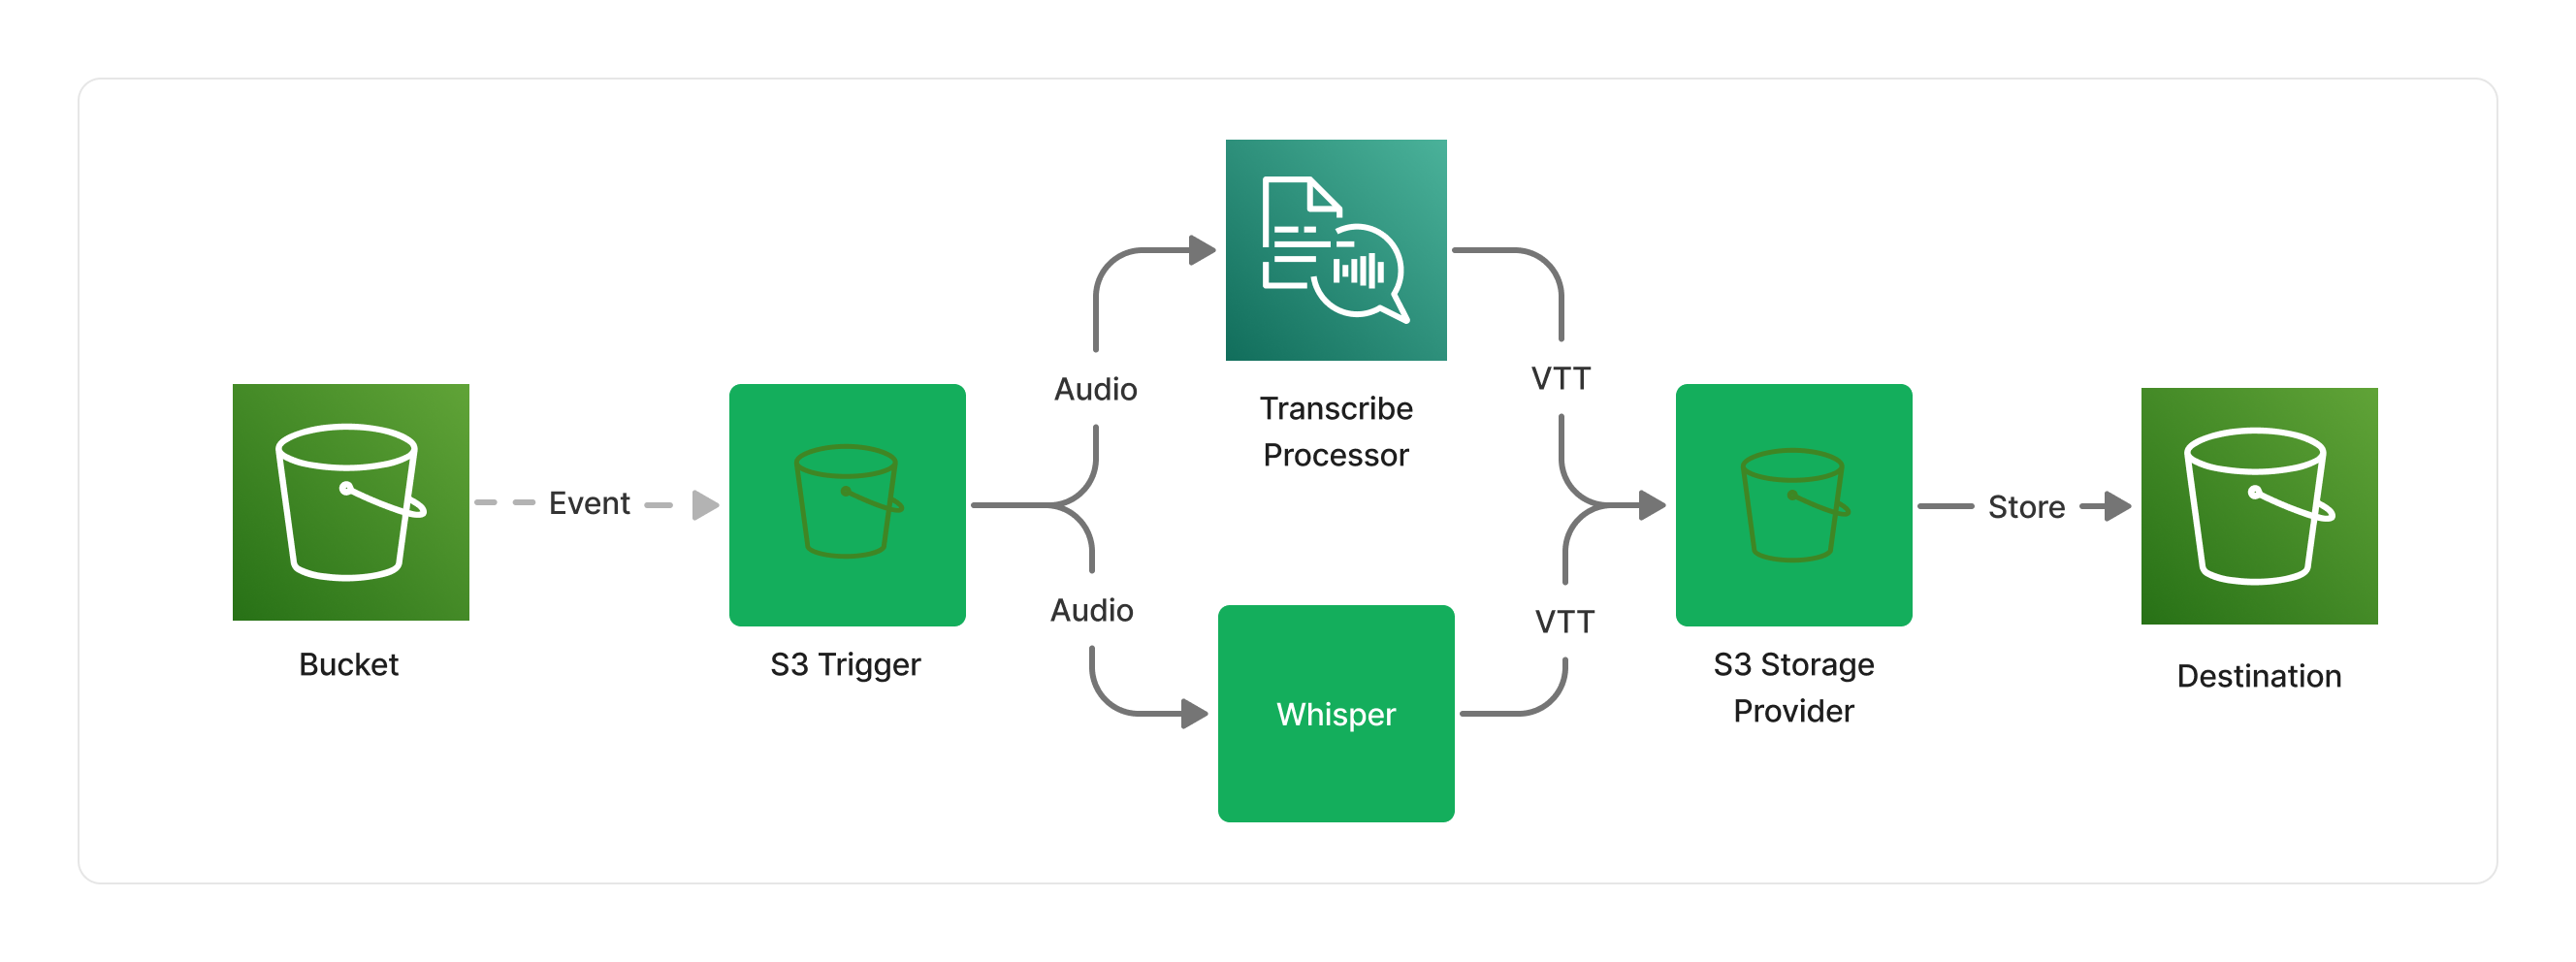 Bucket
Event
S3 Trigger
Audio
Audio
Transcribe
Processor
Whisper
VTT
VTT
S3 Storage
Provider
Store
Destination